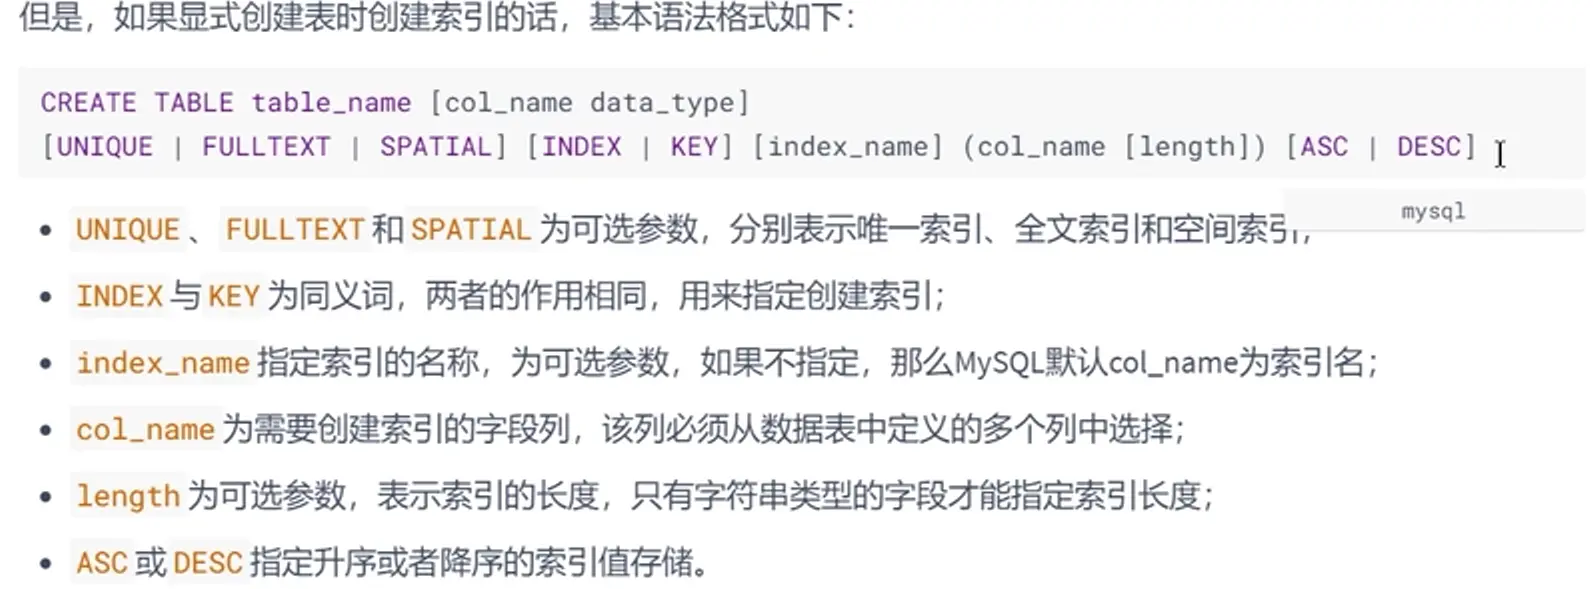 但是，如果显式创建表时创建索引的话，基本语法格式如下：
CREATE TABLE table_name [col_name data_type]
[UNIQUE | FULLTEXT | SPATIAL] [INDEX | KEY] [index_name] (col_name [length]) [ASC | DESC]
mysql
• UNIQUE 、 FULLTEXT 和 SPATIAL 为可选参数，分别表示唯一索引、全文索引和空间索引；
• INDEX 与 KEY 为同义词，两者的作用相同，用来指定创建索引；
• index_name 指定索引的名称，为可选参数，如果不指定，那么MySQL默认col_name为索引名；
• col_name 为需要创建索引的字段列，该列必须从数据表中定义的多个列中选择；
• length 为可选参数，表示索引的长度，只有字符串类型的字段才能指定索引长度；
• ASC 或 DESC 指定升序或者降序的索引值存储。